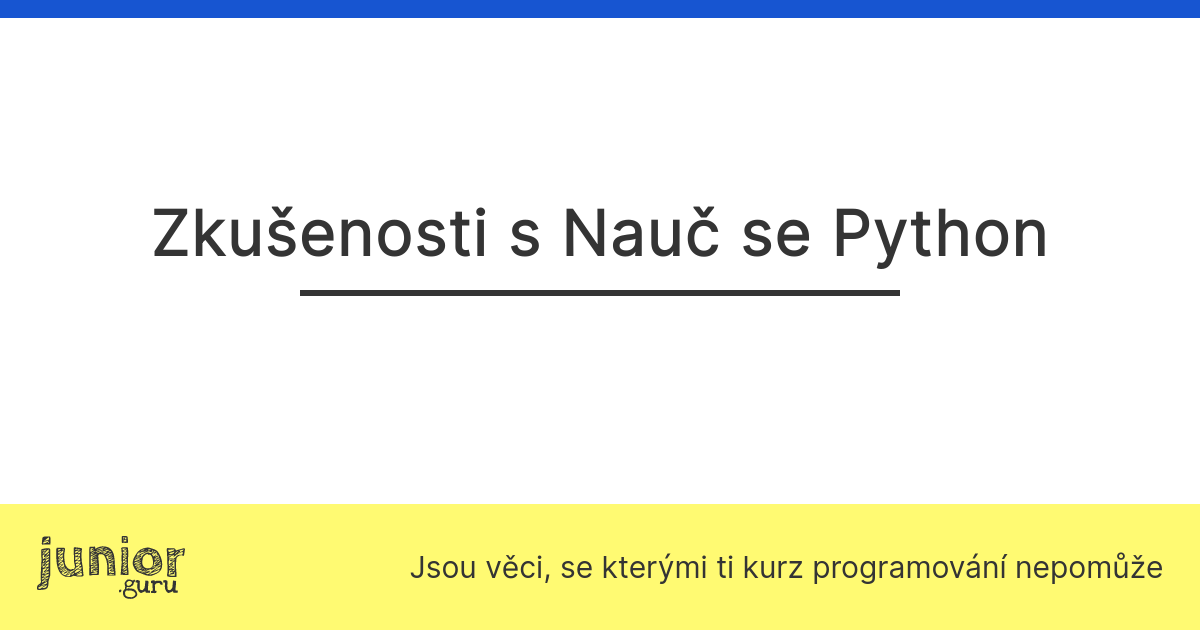 Zkušenosti s Nauč se Python
junior
.guru
Jsou věci, se kterými ti kurz programování nepomůže